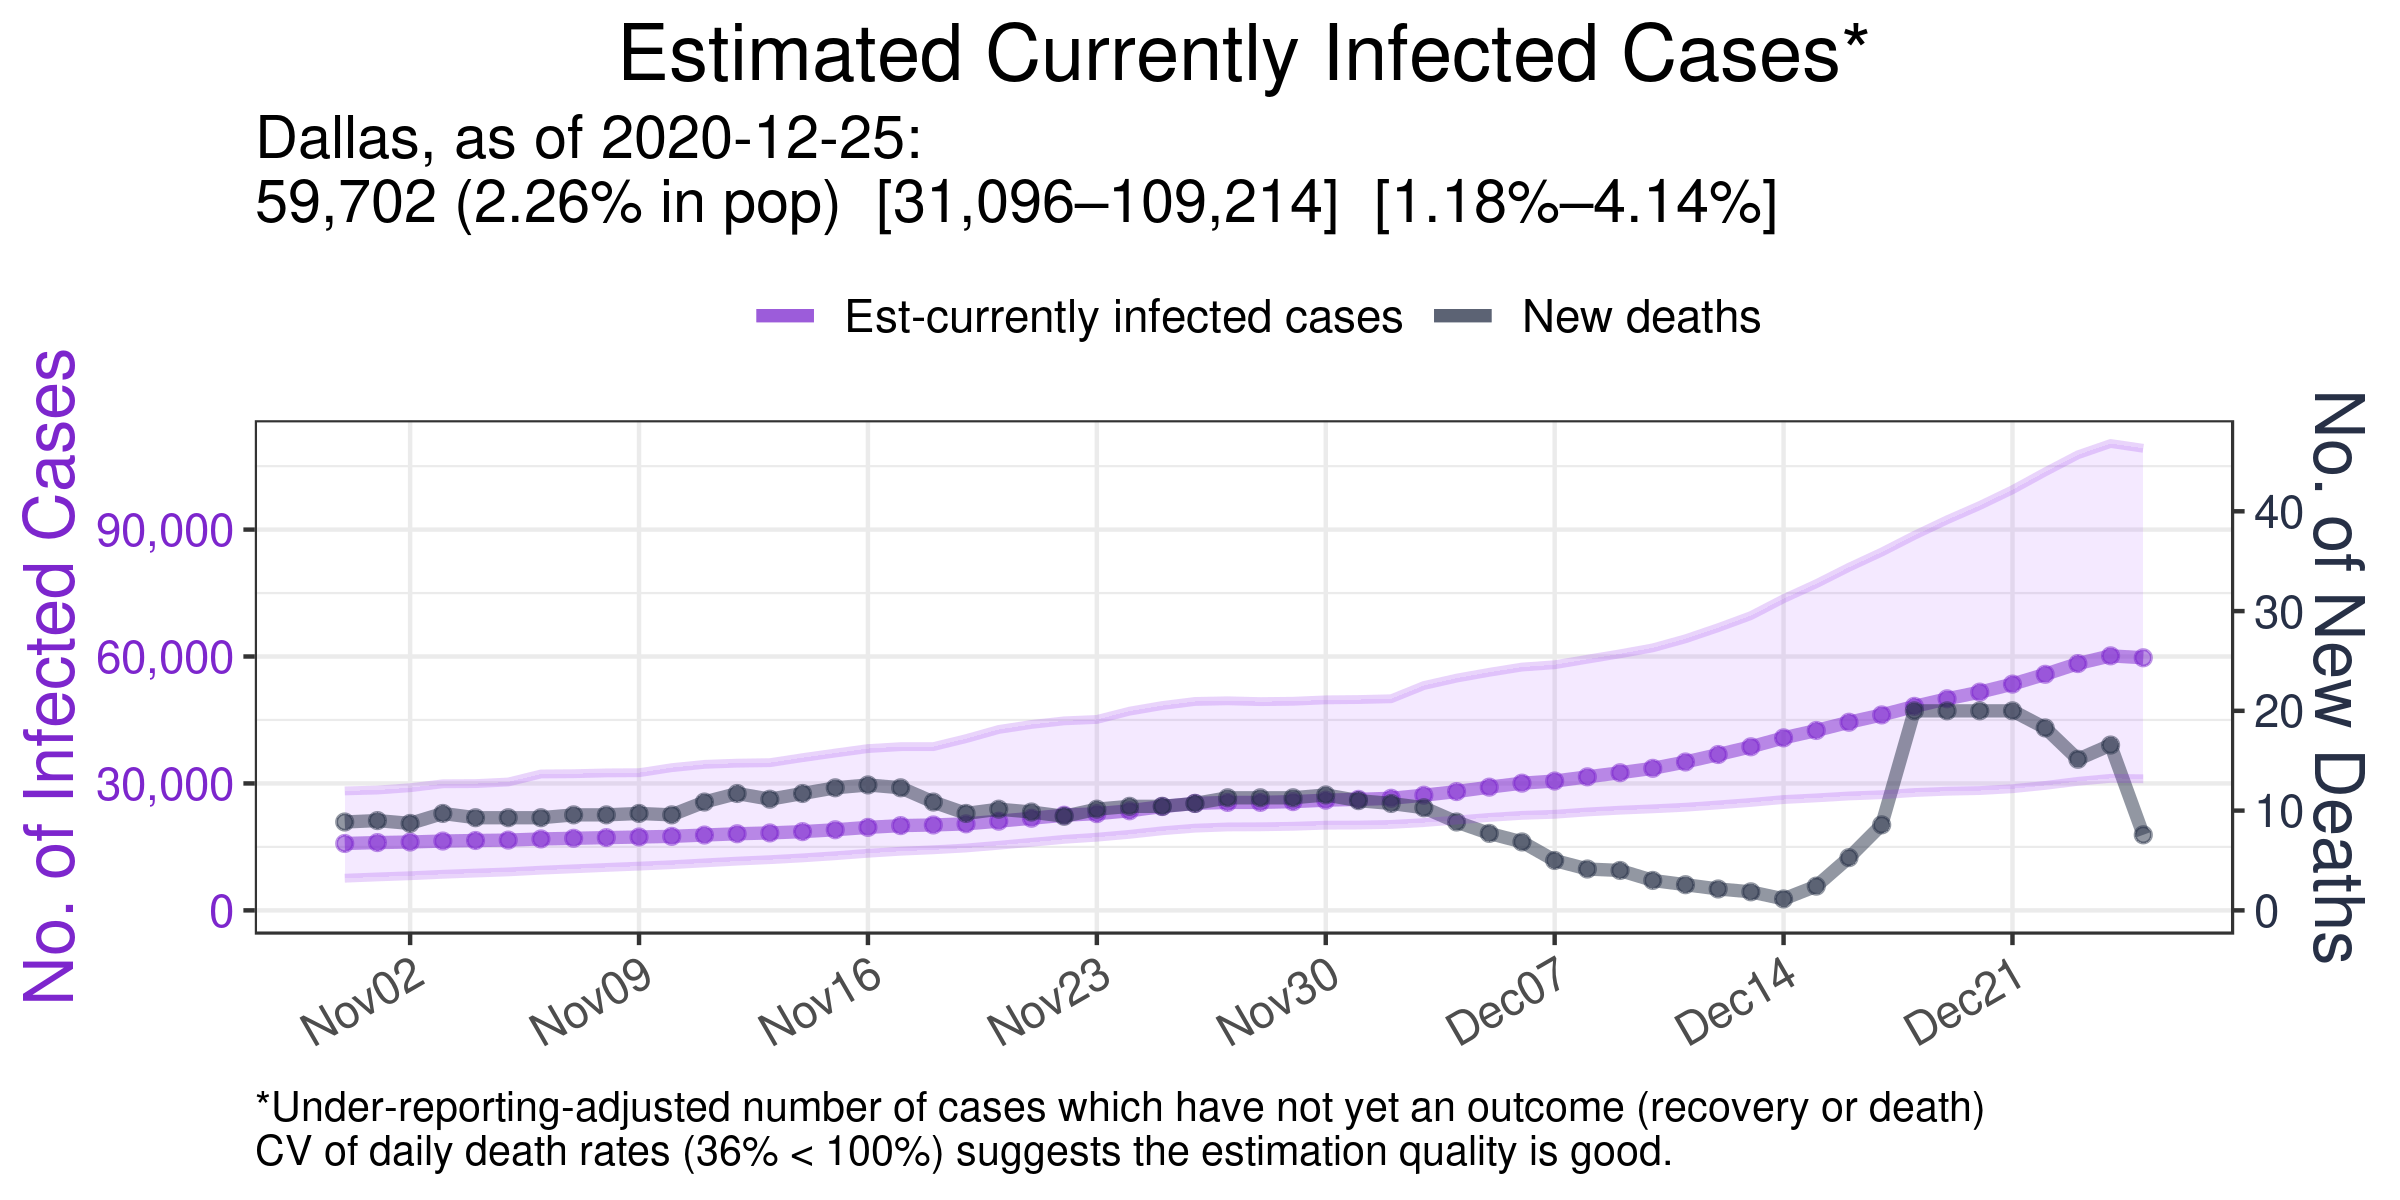 Estimated Currently Infected Cases*
Dallas, as of 2020-12-25:
59,702 (2.26% in pop) [31,096–109,214] [1.18%–4.14%]
Est-currently infected cases
New deaths
No. of Infected Cases
90,000
60,000
30,000
0
No. of New Deaths
40
30
20
10
0
Nov02
Nov09
Nov16
Nov23
Nov30
Dec07
Dec14
Dec21
*Under-reporting-adjusted number of cases which have not yet an outcome (recovery or death)
CV of daily death rates (36% < 100%) suggests the estimation quality is good.